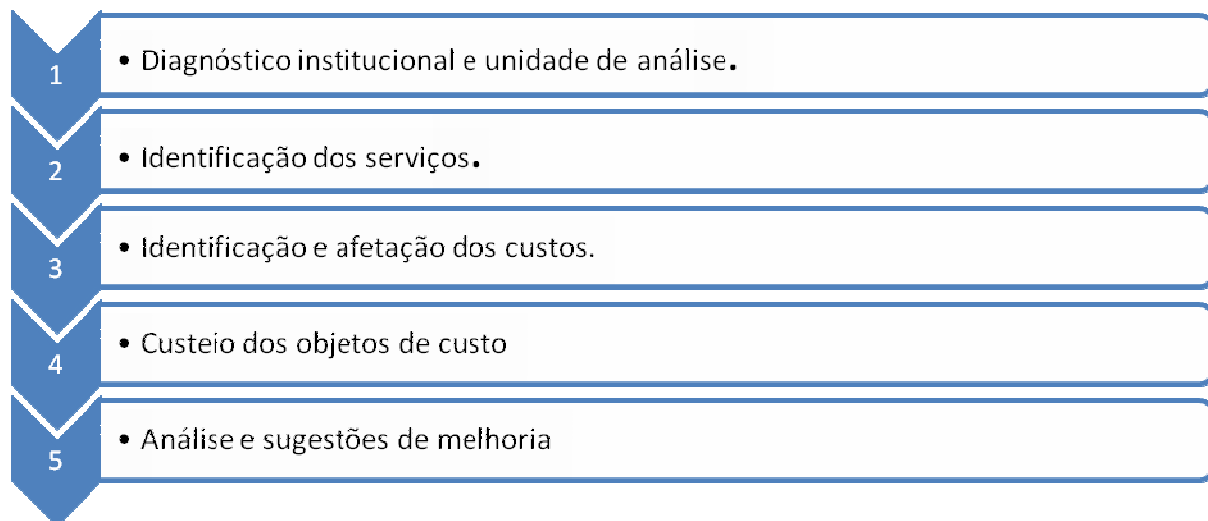 1
• Diagnóstico institucional e unidade de análise.
2
• Identificação dos serviços.
3
• Identificação e afetação dos custos.
4
• Custeio dos objetos de custo
5
• Análise e sugestões de melhoria